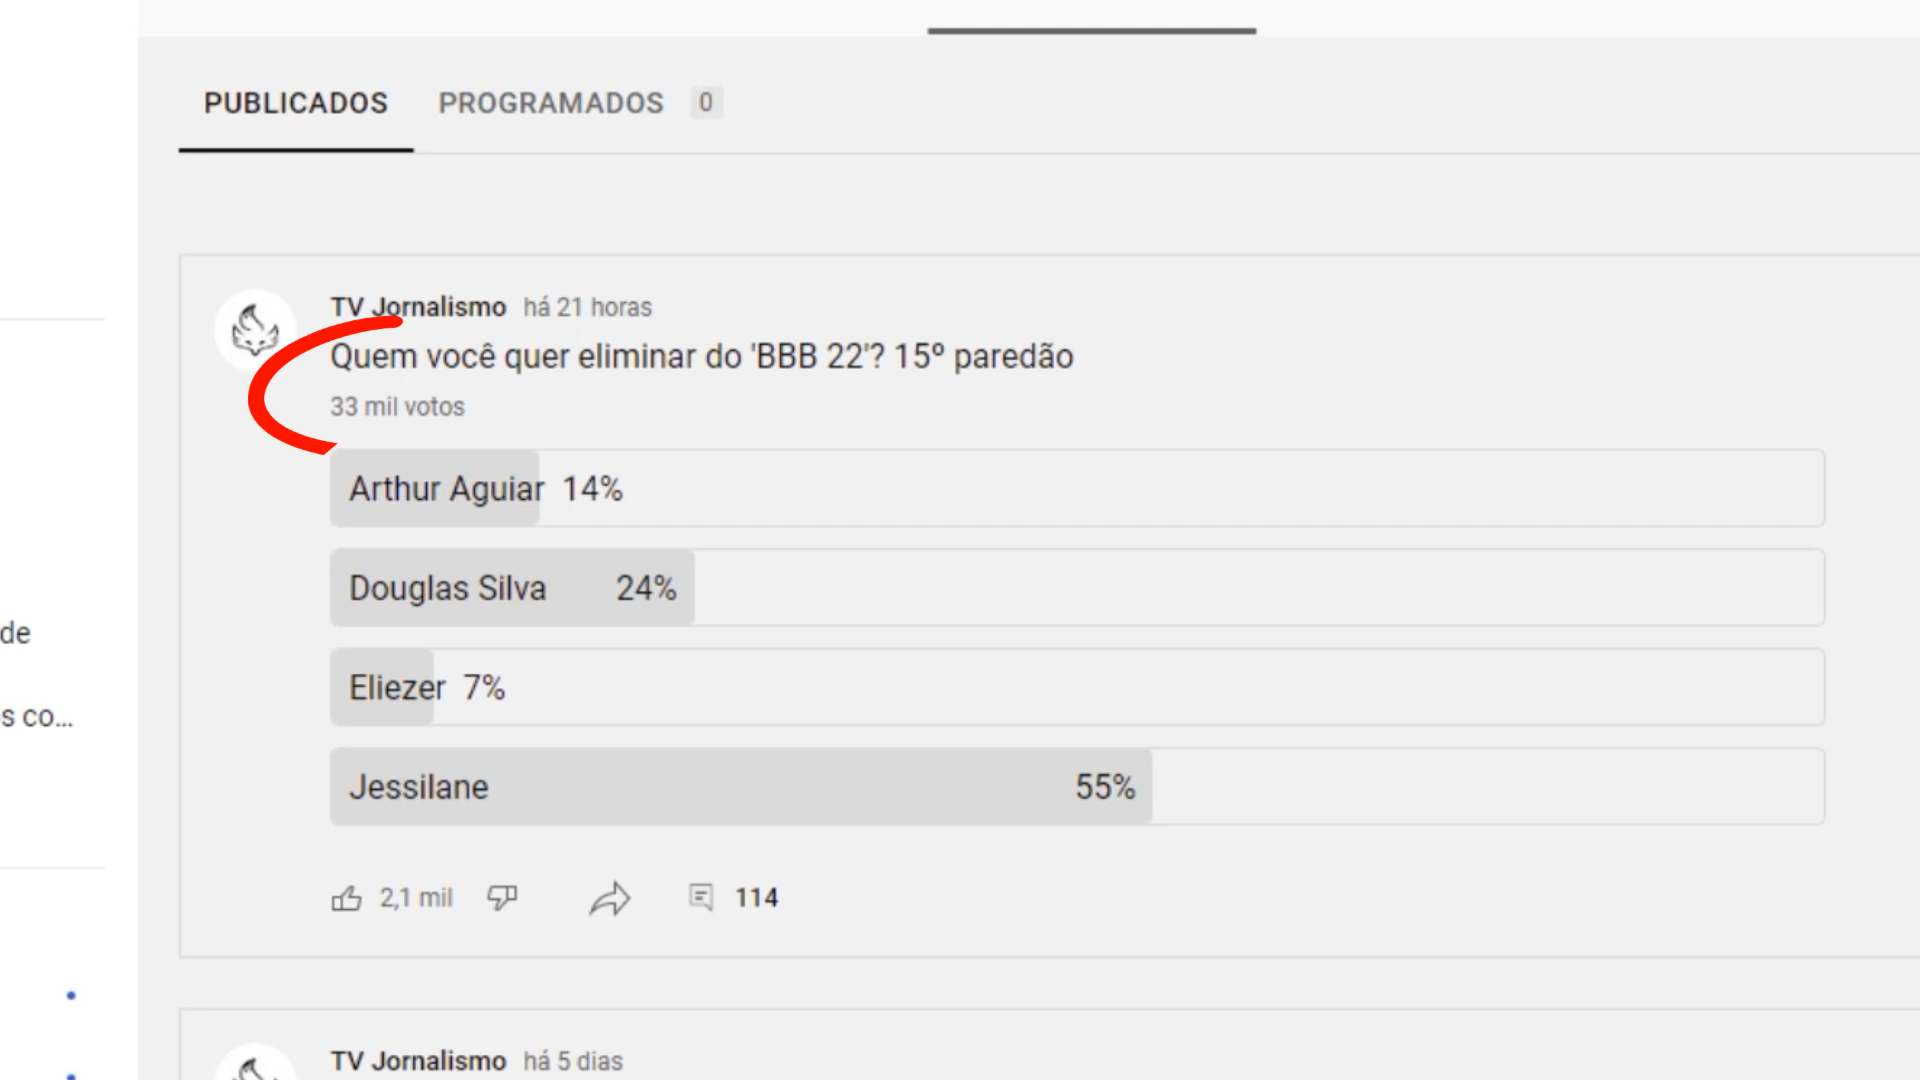 PUBLICADOS PROGRAMADOS 0
TV Jornalismo há 21 horas
Quem você quer eliminar do 'BBB 22'? 15º paredão
33 mil votos
Arthur Aguiar 14%
Douglas Silva 24%
de
Eliezer 7%
s co...
Jessilane 55%
2,1 mil 114
TV Jornalismo há 5 dias